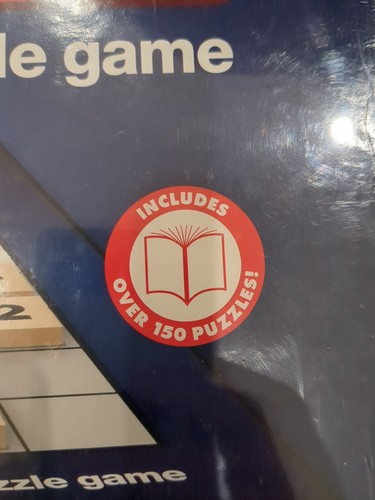 le game
INCLUDES
OVER 150 PUZZLES!
2
zzle game